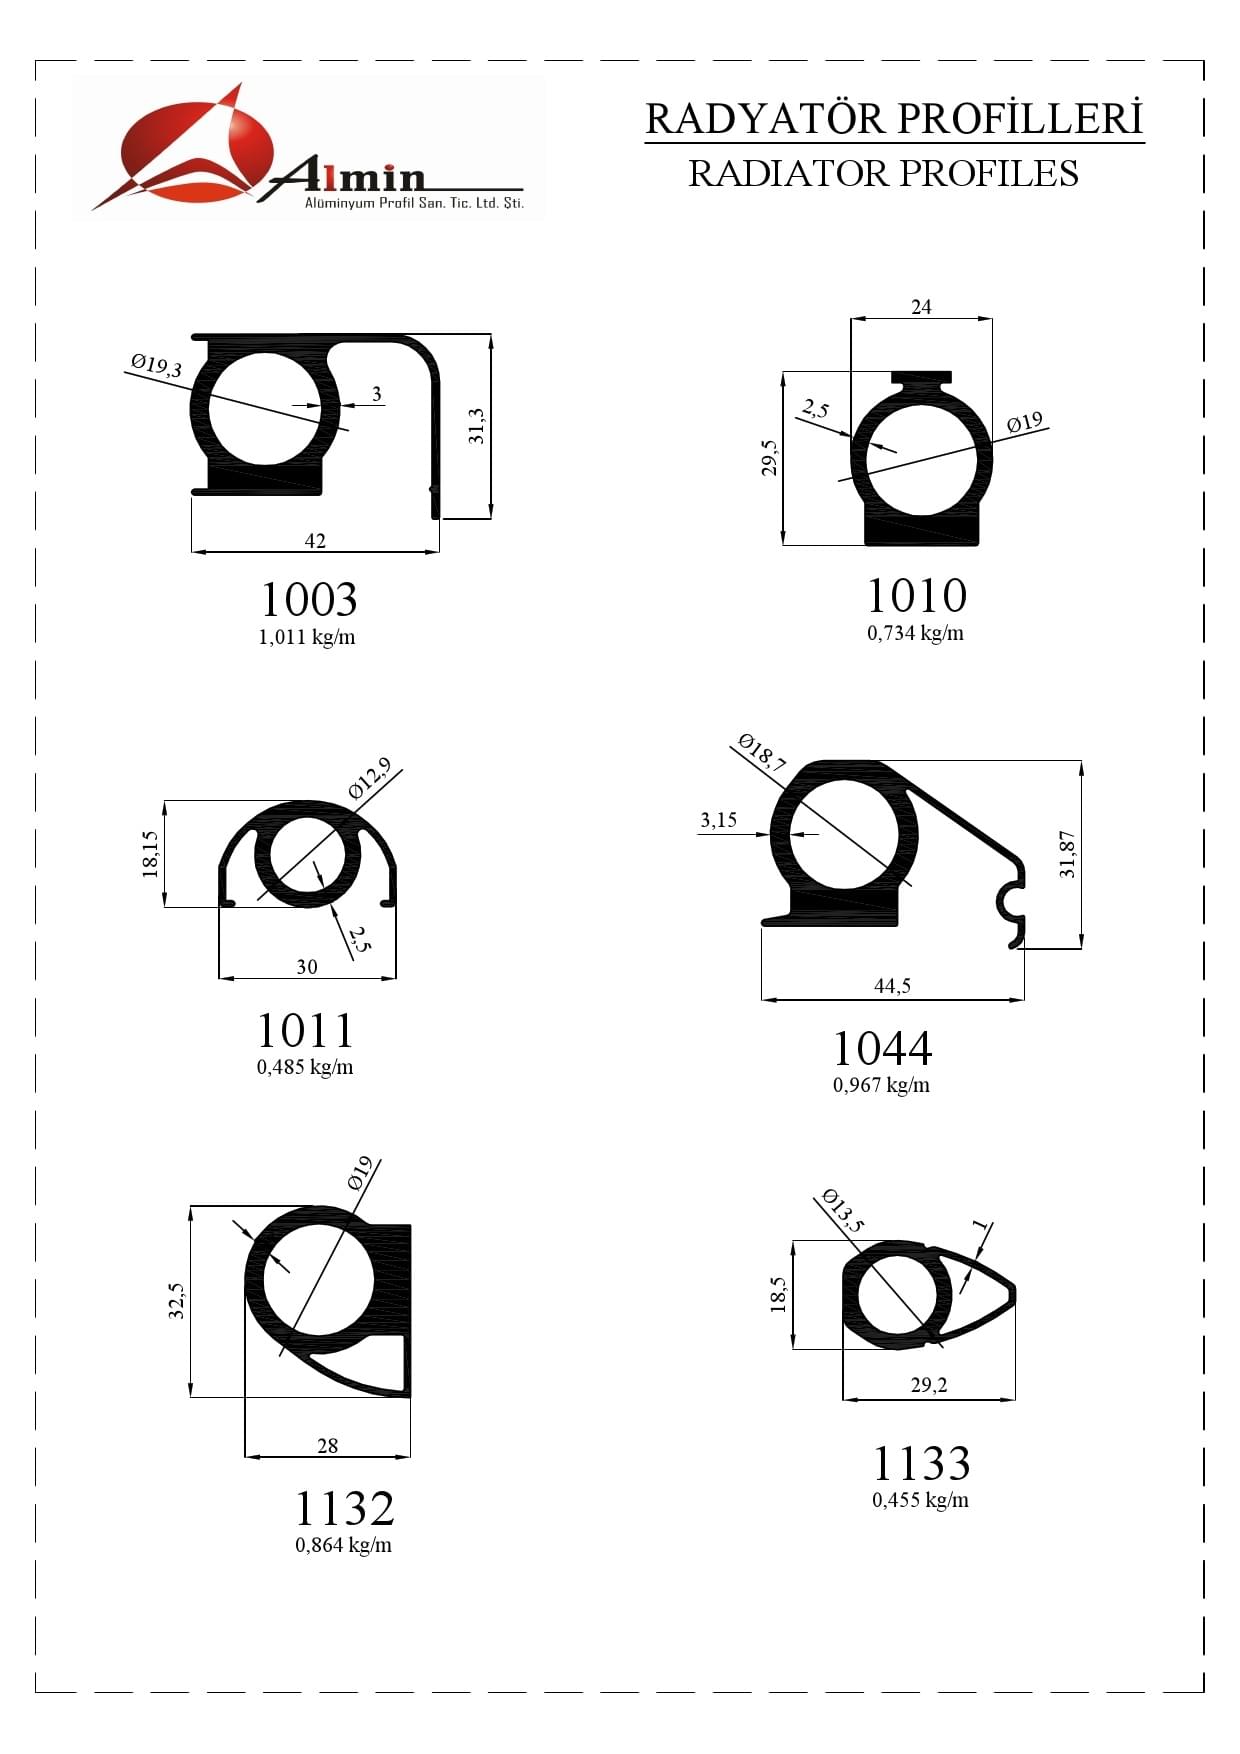 Almin
Alüminyum Profil San. Tic. Ltd. Şti.
RADYATÖR PROFİLLERİ
RADIATOR PROFILES
Ø19,3
3
31,3
42
1003
1,011 kg/m
24
2,5
Ø19
29,5
1010
0,734 kg/m
Ø12,9
18,15
2,5
30
1011
0,485 kg/m
Ø18,7
3,15
31,87
44,5
1044
0,967 kg/m
Ø19
32,5
28
1132
0,864 kg/m
Ø13,5
1
18,5
29,2
1133
0,455 kg/m